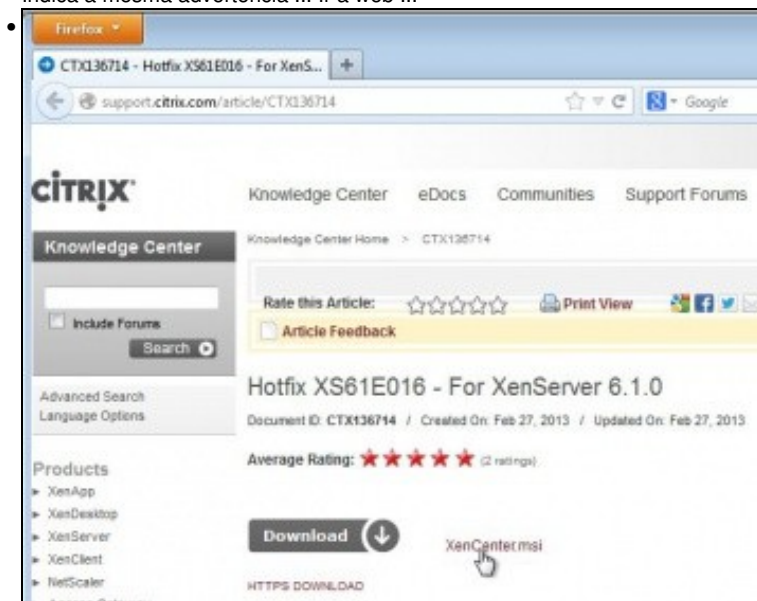 indica a mesma advertencia ... ir á web ...
Firefox
CTX136714 - Hotfix XS61E016 - For XenS...
support.citrix.com/article/CTX136714
Google
CİTRIX
Knowledge Center eDocs Communities Support Forums
Knowledge Center
Knowledge Center Home > CTX136714
Rate this Article: Print View
Include Forums
Article Feedback
Search
Advanced Search
Language Options
Hotfix XS61E016 - For XenServer 6.1.0
Document ID: CTX136714 / Created On: Feb 27, 2013 / Updated On: Feb 27, 2013
Average Rating: (2 ratings)
Products
XenApp
XenDesktop
XenServer
XenClient
NetScaler
Download
XenCenter.msi
HTTPS DOWNLOAD